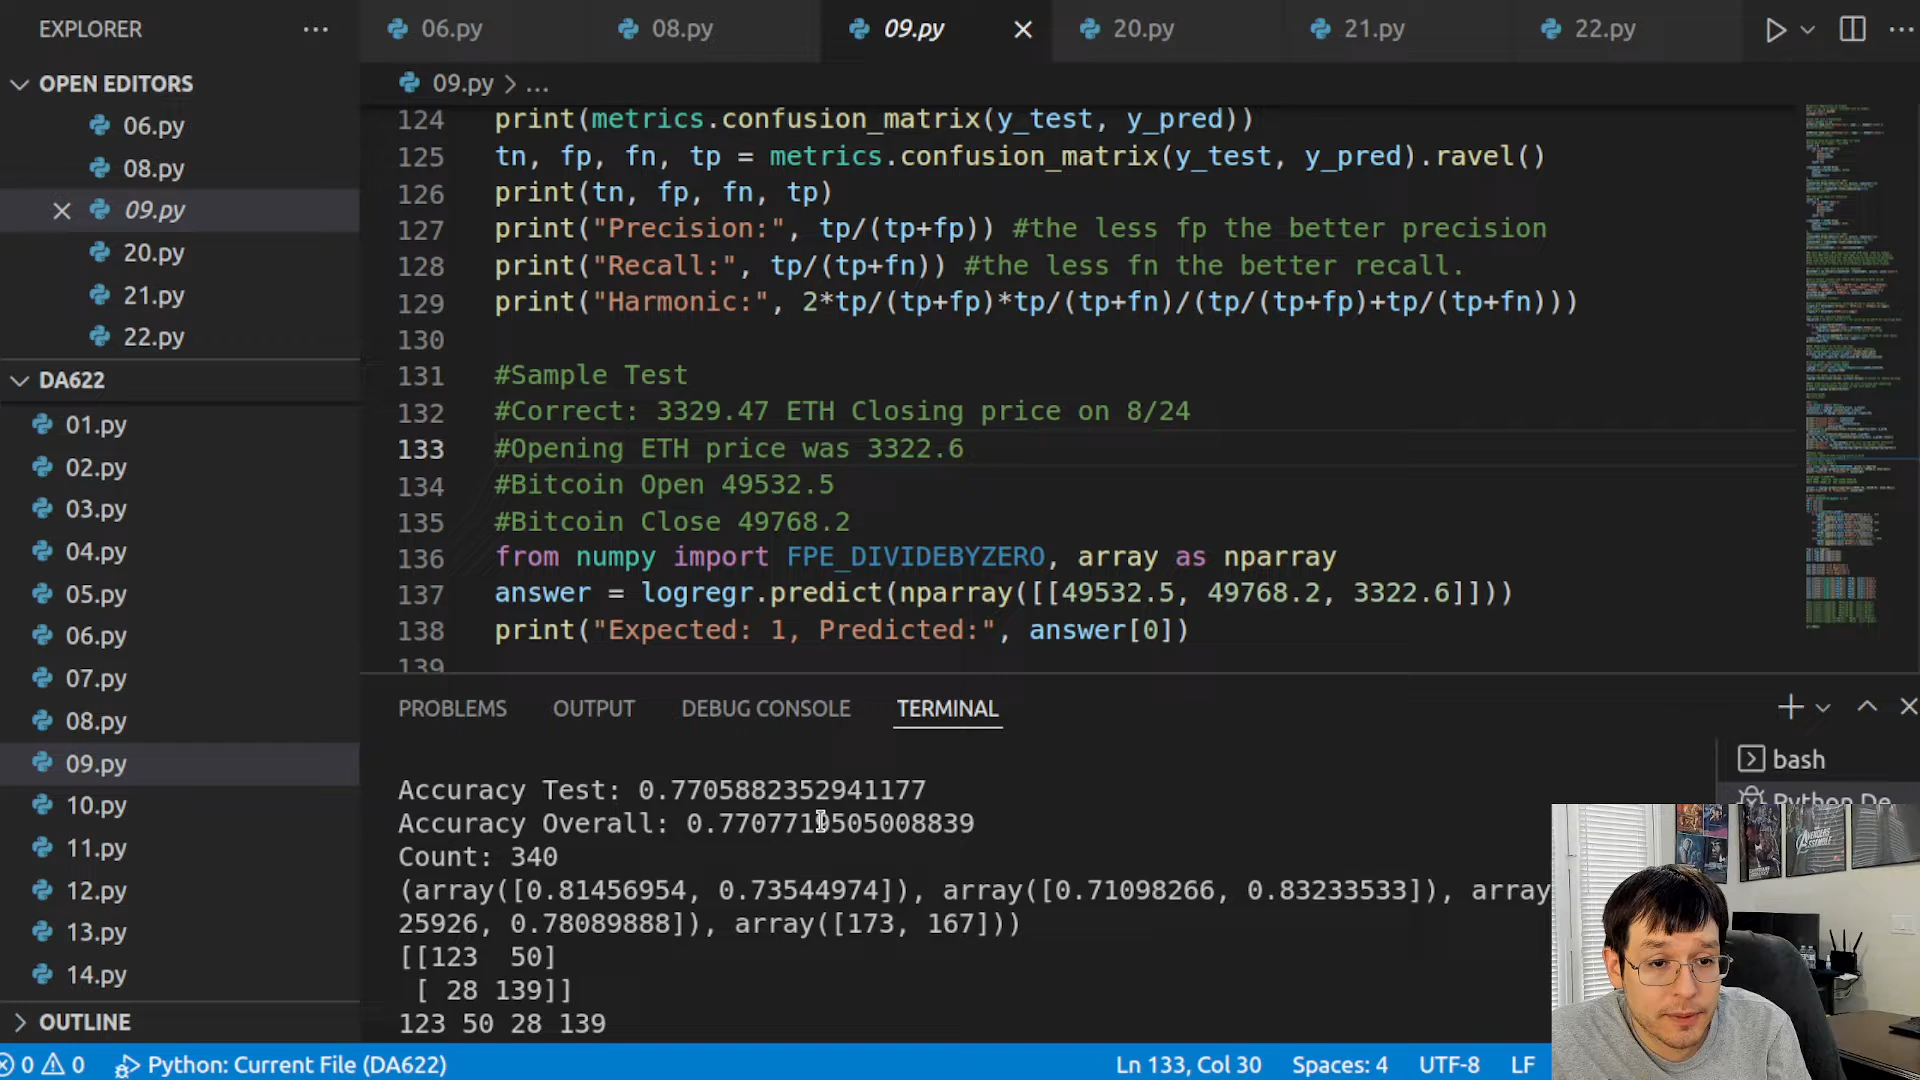 EXPLORER
OPEN EDITORS
06.py
08.py
09.py
20.py
21.py
22.py
DA622
01.py
02.py
03.py
04.py
05.py
06.py
07.py
08.py
09.py
10.py
11.py
12.py
13.py
14.py
OUTLINE
06.py 08.py 09.py 20.py 21.py 22.py
09.py > ...
124 print(metrics.confusion_matrix(y_test, y_pred))
125 tn, fp, fn, tp = metrics.confusion_matrix(y_test, y_pred).ravel()
126 print(tn, fp, fn, tp)
127 print("Precision:", tp/(tp+fp)) #the less fp the better precision
128 print("Recall:", tp/(tp+fn)) #the less fn the better recall.
129 print("Harmonic:", 2*tp/(tp+fp)*tp/(tp+fn)/(tp/(tp+fp)+tp/(tp+fn)))
130
131 #Sample Test
132 #Correct: 3329.47 ETH Closing price on 8/24
133 #Opening ETH price was 3322.6
134 #Bitcoin Open 49532.5
135 #Bitcoin Close 49768.2
136 from numpy import FPE_DIVIDEBYZERO, array as nparray
137 answer = logregr.predict(nparray([[49532.5, 49768.2, 3322.6]]))
138 print("Expected: 1, Predicted:", answer[0])
139
PROBLEMS OUTPUT DEBUG CONSOLE TERMINAL
bash
Python De
Accuracy Test: 0.7705882352941177
Accuracy Overall: 0.7707710505008839
Count: 340
(array([0.81456954, 0.73544974]), array([0.71098266, 0.83233533]), array
25926, 0.78089888]), array([173, 167]))
[[123 50]
[ 28 139]]
123 50 28 139
0 0 Python: Current File (DA622) Ln 133, Col 30 Spaces: 4 UTF-8 LF